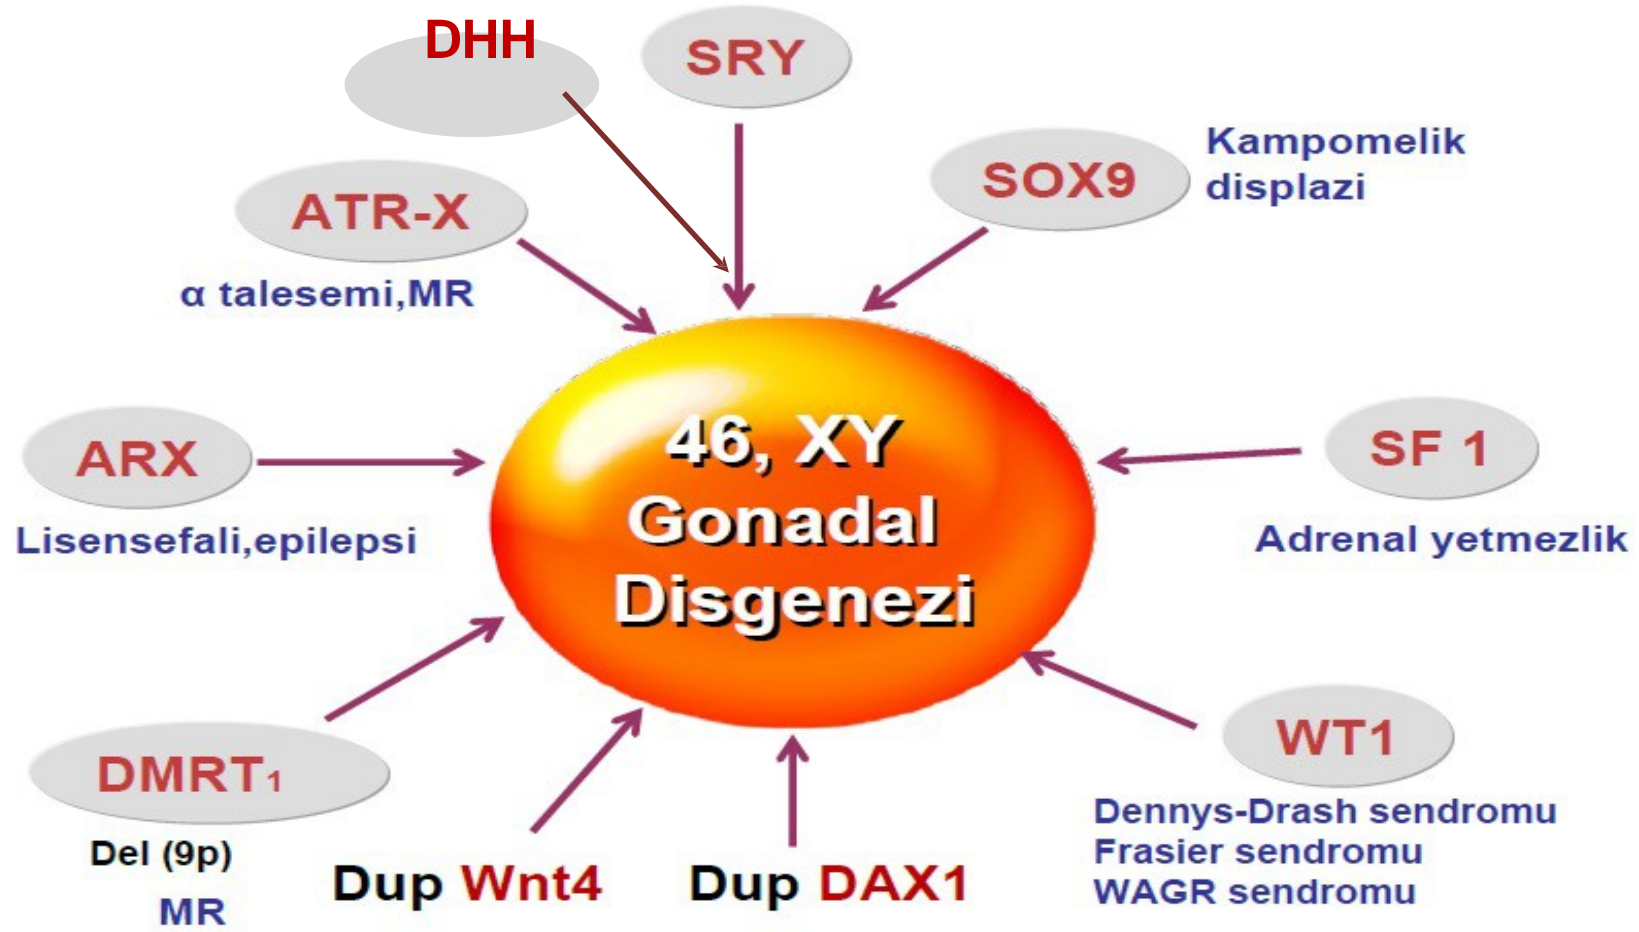 DHH
SRY
SOX9
Kampomelik
displazi
ATR-X
α talesemi,MR
46, XY
Gonadal
Disgenezi
ARX
Lisensefali,epilepsi
SF 1
Adrenal yetmezlik
DMRT1
Del (9p)
MR
Dup Wnt4
Dup DAX1
WT1
Dennys-Drash sendromu
Frasier sendromu
WAGR sendromu